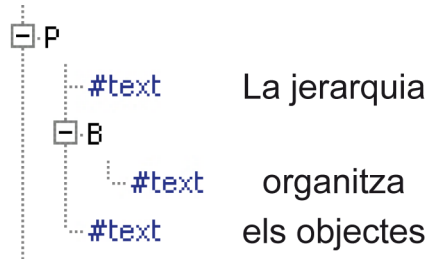 P
#text La jerarquia
B
#text organitza
#text els objectes